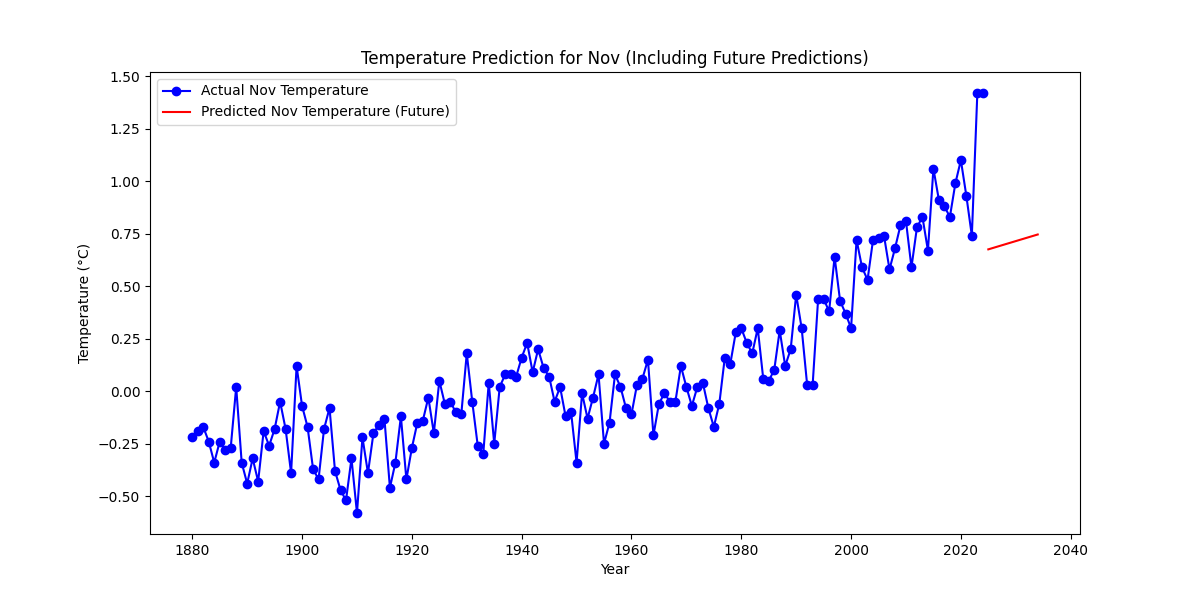 Temperature Prediction for Nov (Including Future Predictions)
Actual Nov Temperature
Predicted Nov Temperature (Future)
Temperature (°C)
1.50
1.25
1.00
0.75
0.50
0.25
0.00
−0.25
−0.50
1880 1900 1920 1940 1960 1980 2000 2020 2040
Year